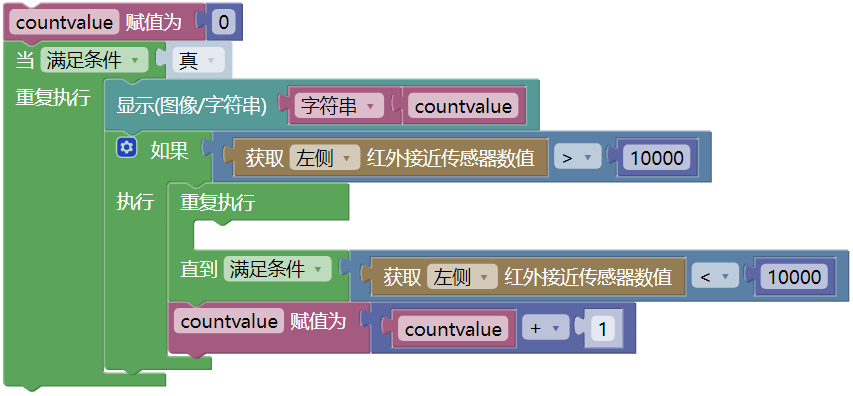 countvalue 赋值为 0
当 满足条件 真
重复执行 显示(图像/字符串) 字符串 countvalue
如果 获取 左侧 红外接近传感器数值 > 10000
执行 重复执行
直到 满足条件 获取 左侧 红外接近传感器数值 < 10000
countvalue 赋值为 countvalue + 1